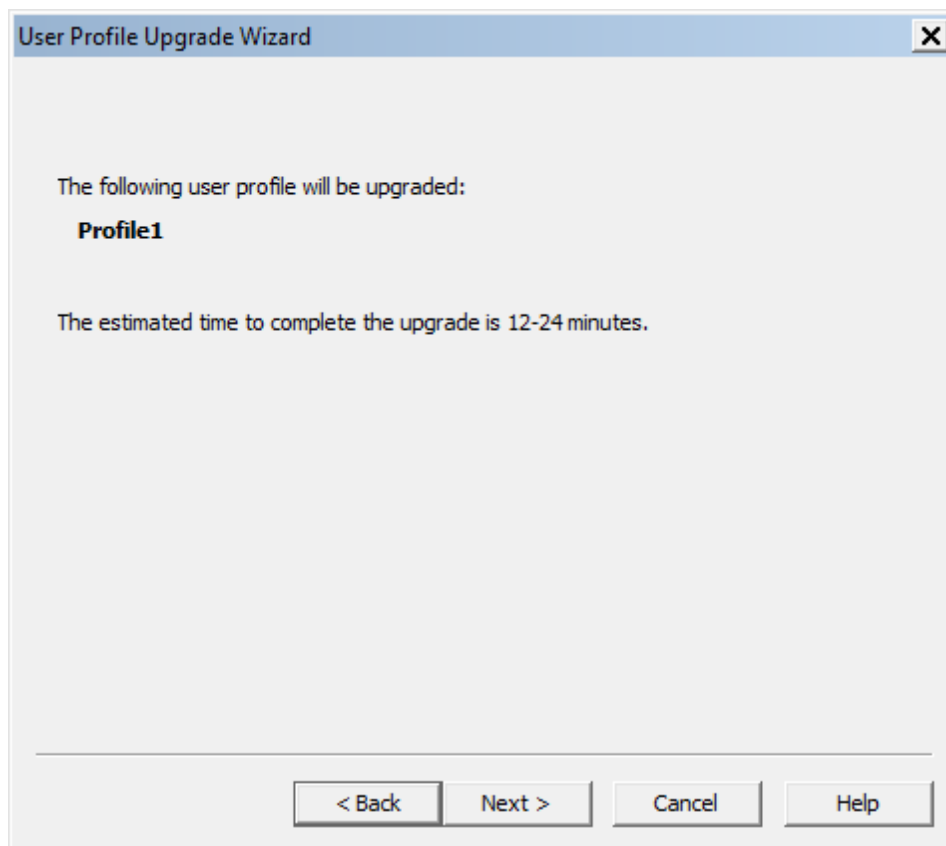 User Profile Upgrade Wizard
The following user profile will be upgraded:
Profile1
The estimated time to complete the upgrade is 12-24 minutes.
< Back Next > Cancel Help